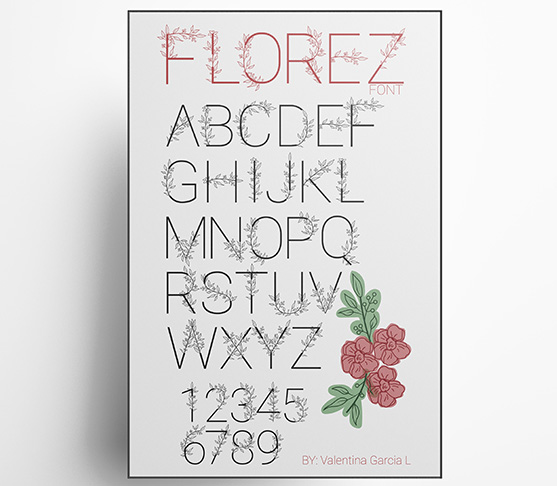 FLOREZ
FONT
ABCDEF
GHIJKL
MNOPQ
RSTUV
WXYZ
12345
6789
BY: Valentina Garcia L